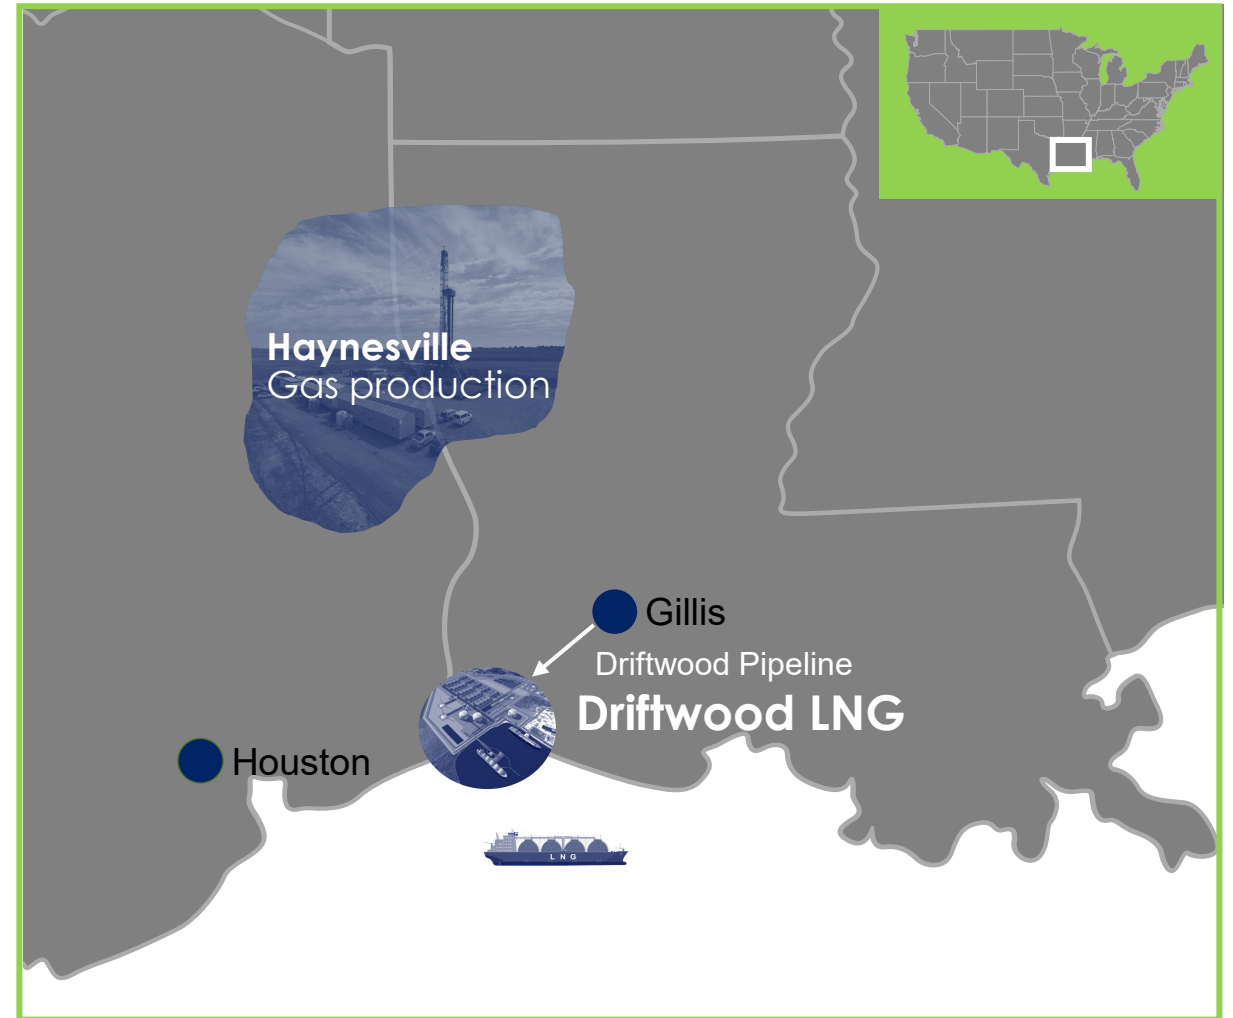 Haynesville
Gas production
Gillis
Driftwood Pipeline
Driftwood LNG
Houston
LNG